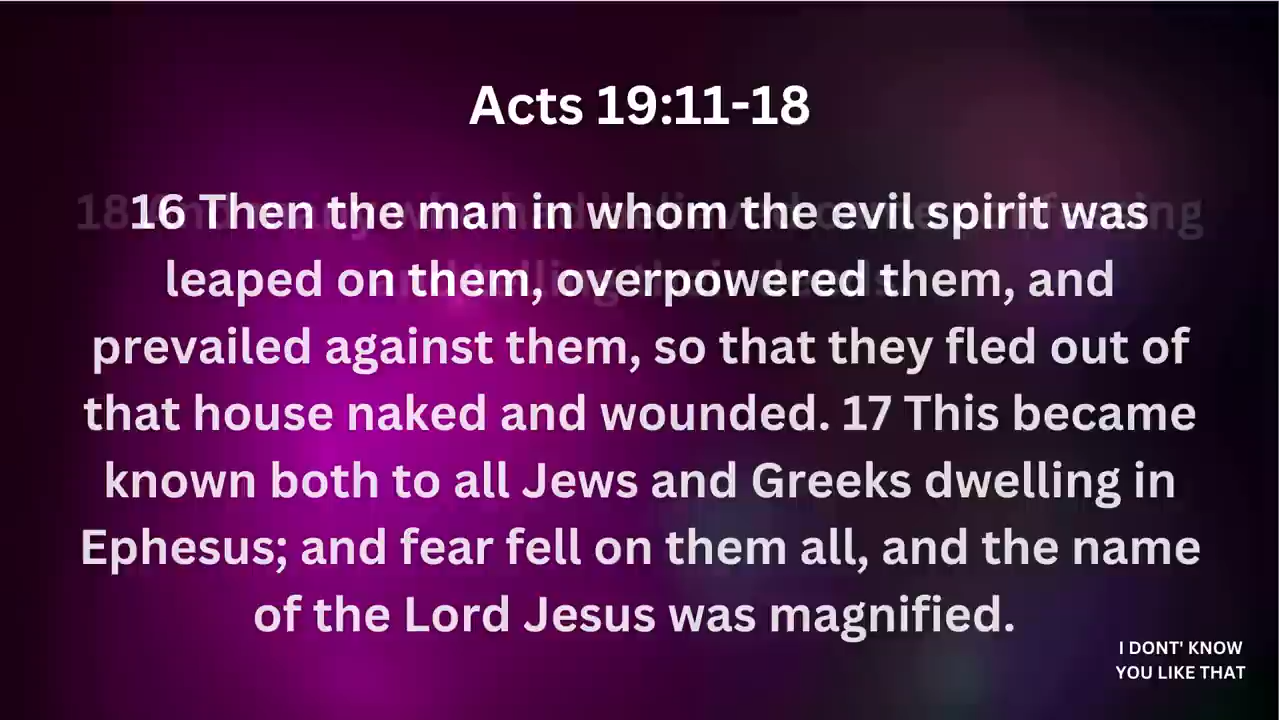 Acts 19:11-18
16 Then the man in whom the evil spirit was
leaped on them, overpowered them, and
prevailed against them, so that they fled out of
that house naked and wounded. 17 This became
known both to all Jews and Greeks dwelling in
Ephesus; and fear fell on them all, and the name
of the Lord Jesus was magnified.
I DONT' KNOW
YOU LIKE THAT